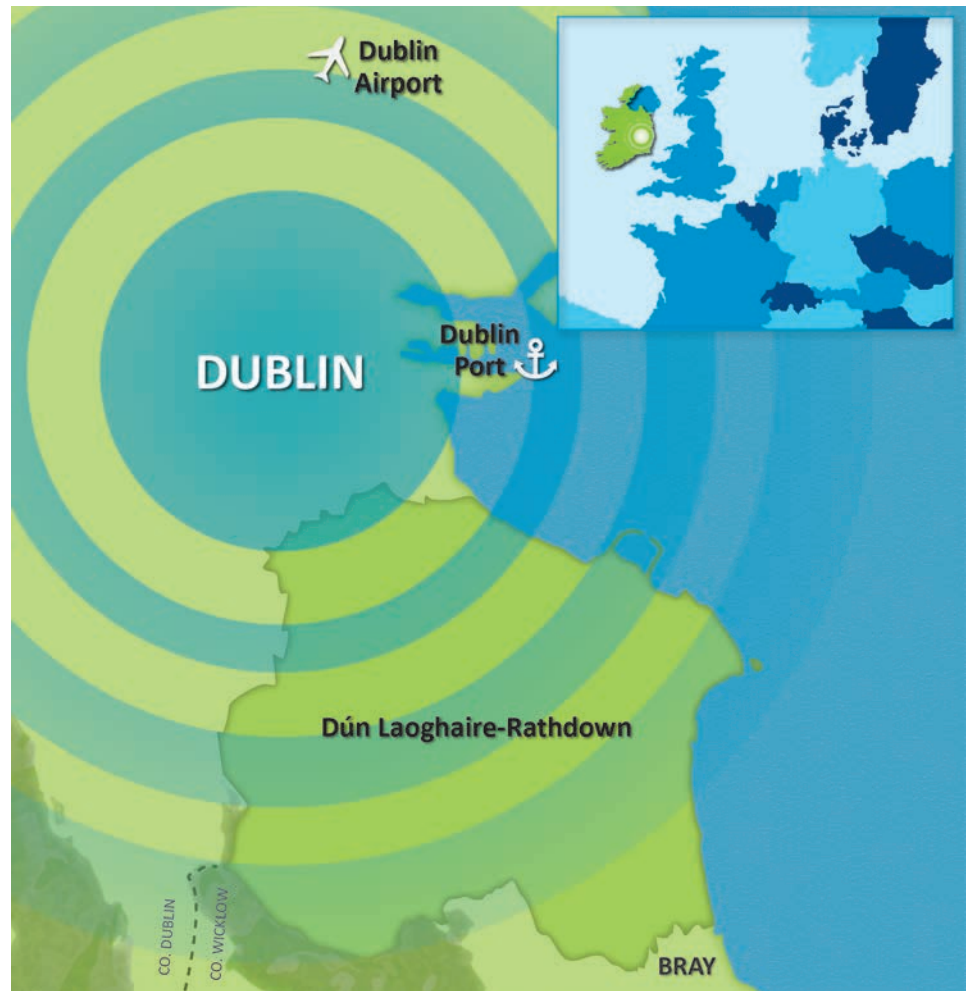 Dublin
Airport
Dublin
Port
DUBLIN
Dún Laoghaire-Rathdown
CO. DUBLIN
CO. WICKLOW
BRAY